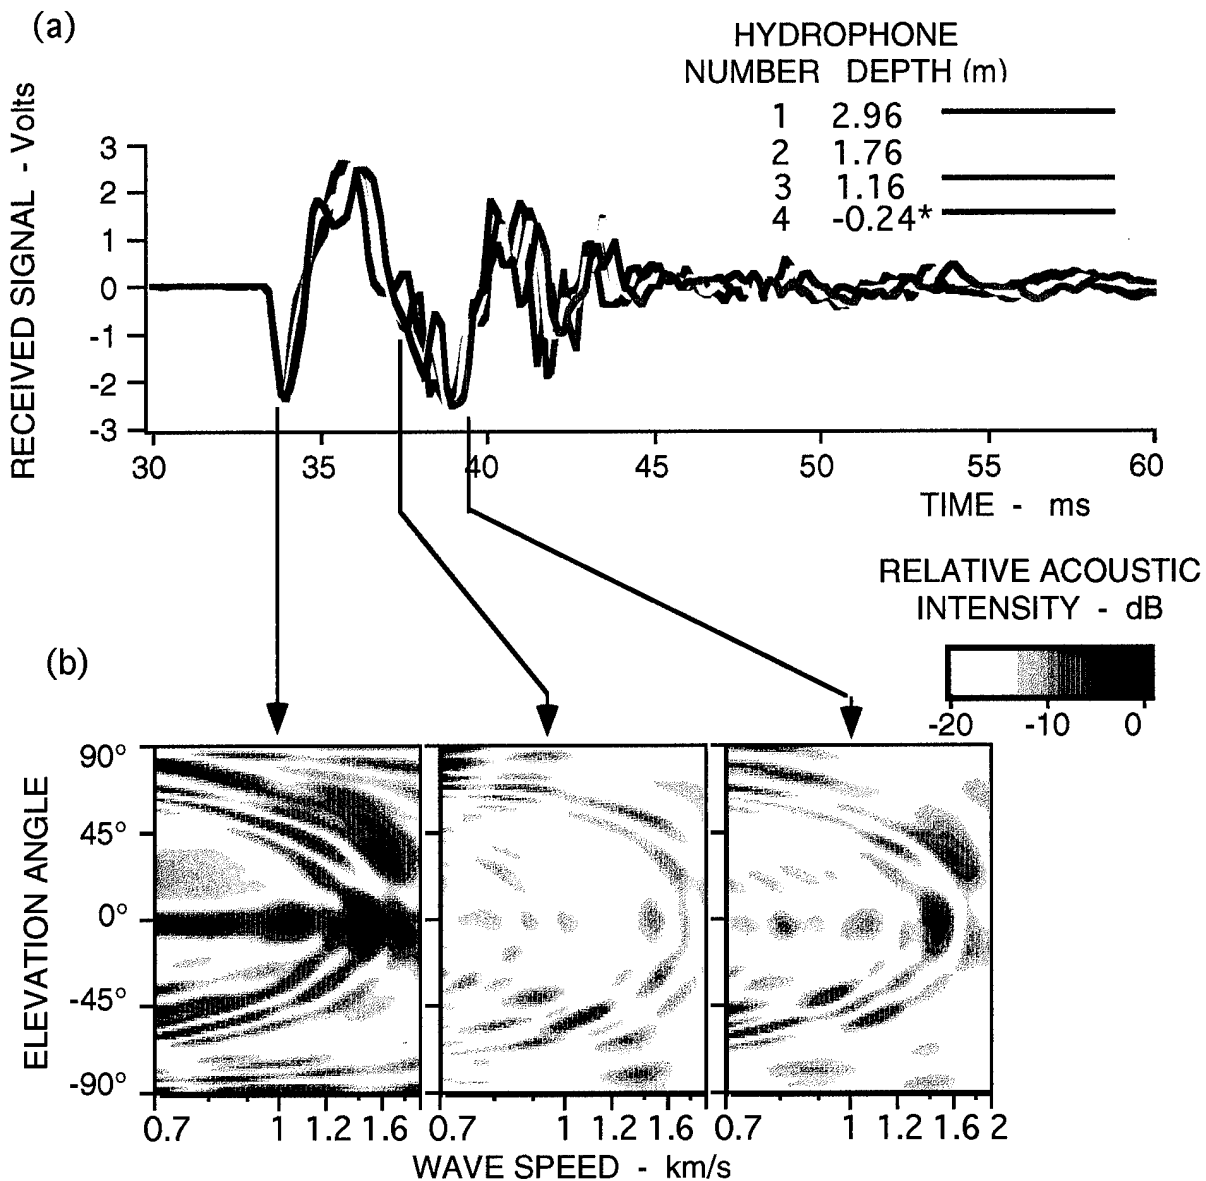 (a)
HYDROPHONE
NUMBER DEPTH (m)
1 2.96
2 1.76
3 1.16
4 -0.24*
RECEIVED SIGNAL - Volts
3
2
1
0
-1
-2
-3
30 35 40 45 50 55 60
TIME - ms
RELATIVE ACOUSTIC
INTENSITY - dB
-20 -10 0
(b)
ELEVATION ANGLE
90°
45°
0°
-45°
-90°
0.7 1 1.2 1.6 0.7 1 1.2 1.6 0.7 1 1.2 1.6 2
WAVE SPEED - km/s